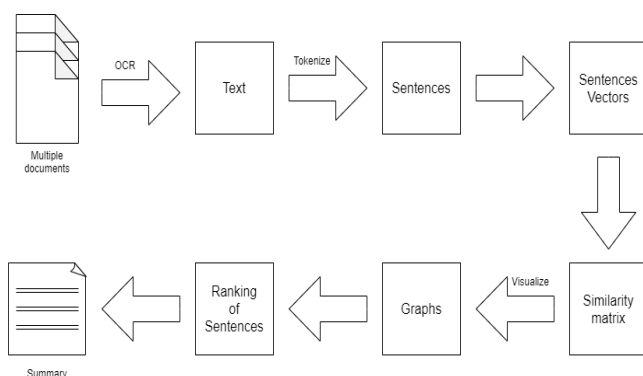 OCR
Tokenize
Text
Sentences
Sentences
Vectors
Multiple
documents
Visualize
Ranking
of
Sentences
Graphs
Similarity
matrix
Summary